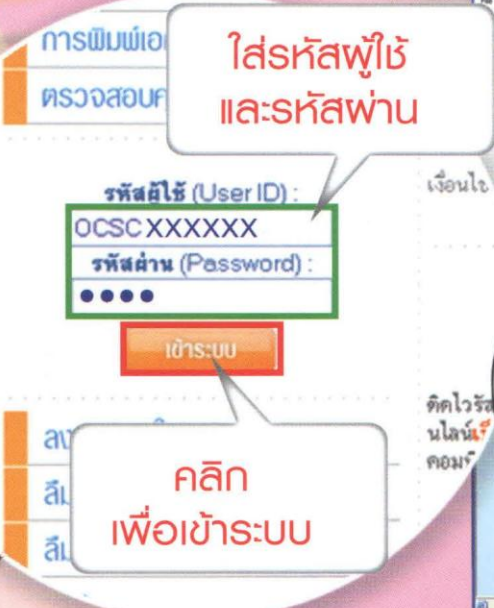 การพิมพ์เอ
ตรวจสอบ
ใส่รหัสผู้ใช้
และรหัสผ่าน
รหัสผู้ใช้ (User ID) :
OCSCXXXXXX
รหัสผ่าน (Password) :
●●●●
เข้าระบบ
คลิก
เพื่อเข้าระบบ
เงื่อนไข
ติดไวรัส
นไลน์
คอม